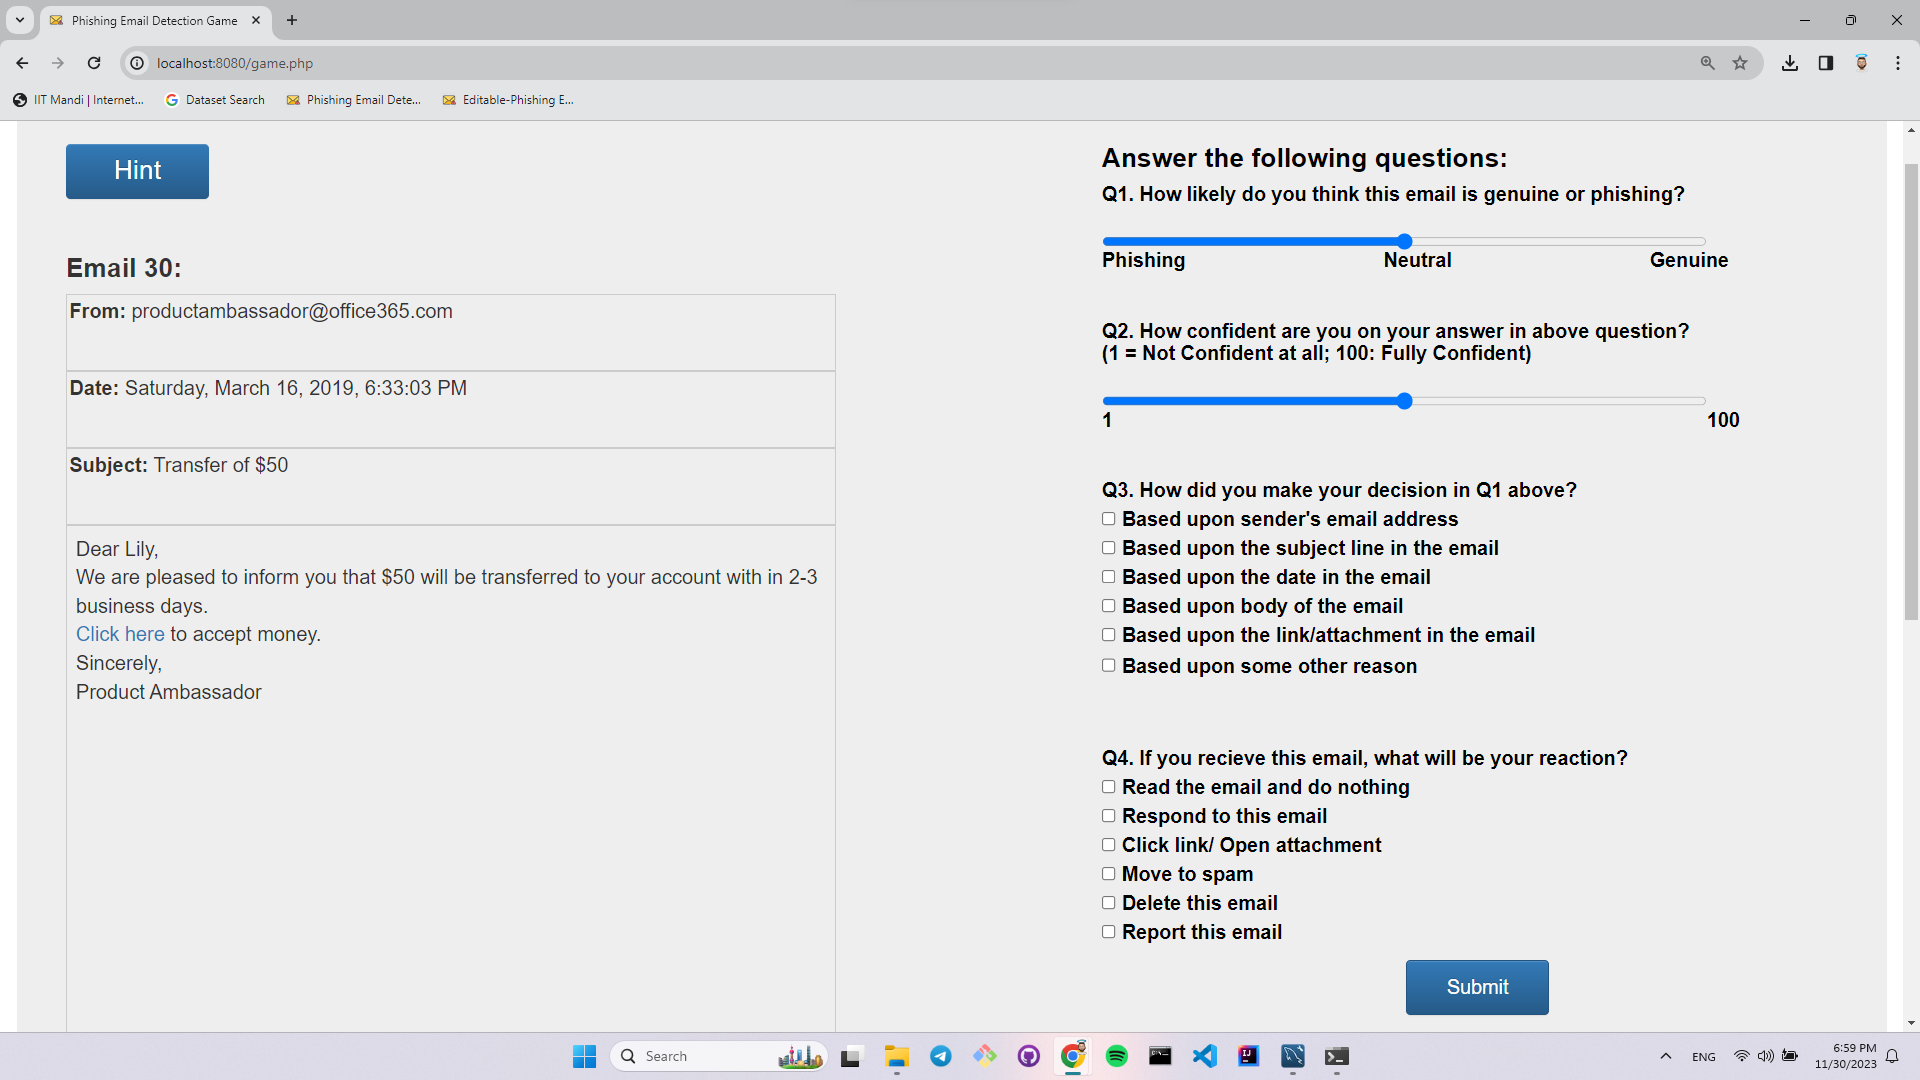 Phishing Email Detection Game
localhost:8080/game.php
IIT Mandi | Internet...
Dataset Search
Phishing Email Dete...
Editable-Phishing E...
Hint
Email 30:
From: productambassador@office365.com
Date: Saturday, March 16, 2019, 6:33:03 PM
Subject: Transfer of $50
Dear Lily,
We are pleased to inform you that $50 will be transferred to your account with in 2-3
business days.
Click here to accept money.
Sincerely,
Product Ambassador
Answer the following questions:
Q1. How likely do you think this email is genuine or phishing?
Phishing Neutral Genuine
Q2. How confident are you on your answer in above question?
(1 = Not Confident at all; 100: Fully Confident)
1 100
Q3. How did you make your decision in Q1 above?
Based upon sender's email address
Based upon the subject line in the email
Based upon the date in the email
Based upon body of the email
Based upon the link/attachment in the email
Based upon some other reason
Q4. If you recieve this email, what will be your reaction?
Read the email and do nothing
Respond to this email
Click link/ Open attachment
Move to spam
Delete this email
Report this email
Submit
Search
ENG
6:59 PM
11/30/2023